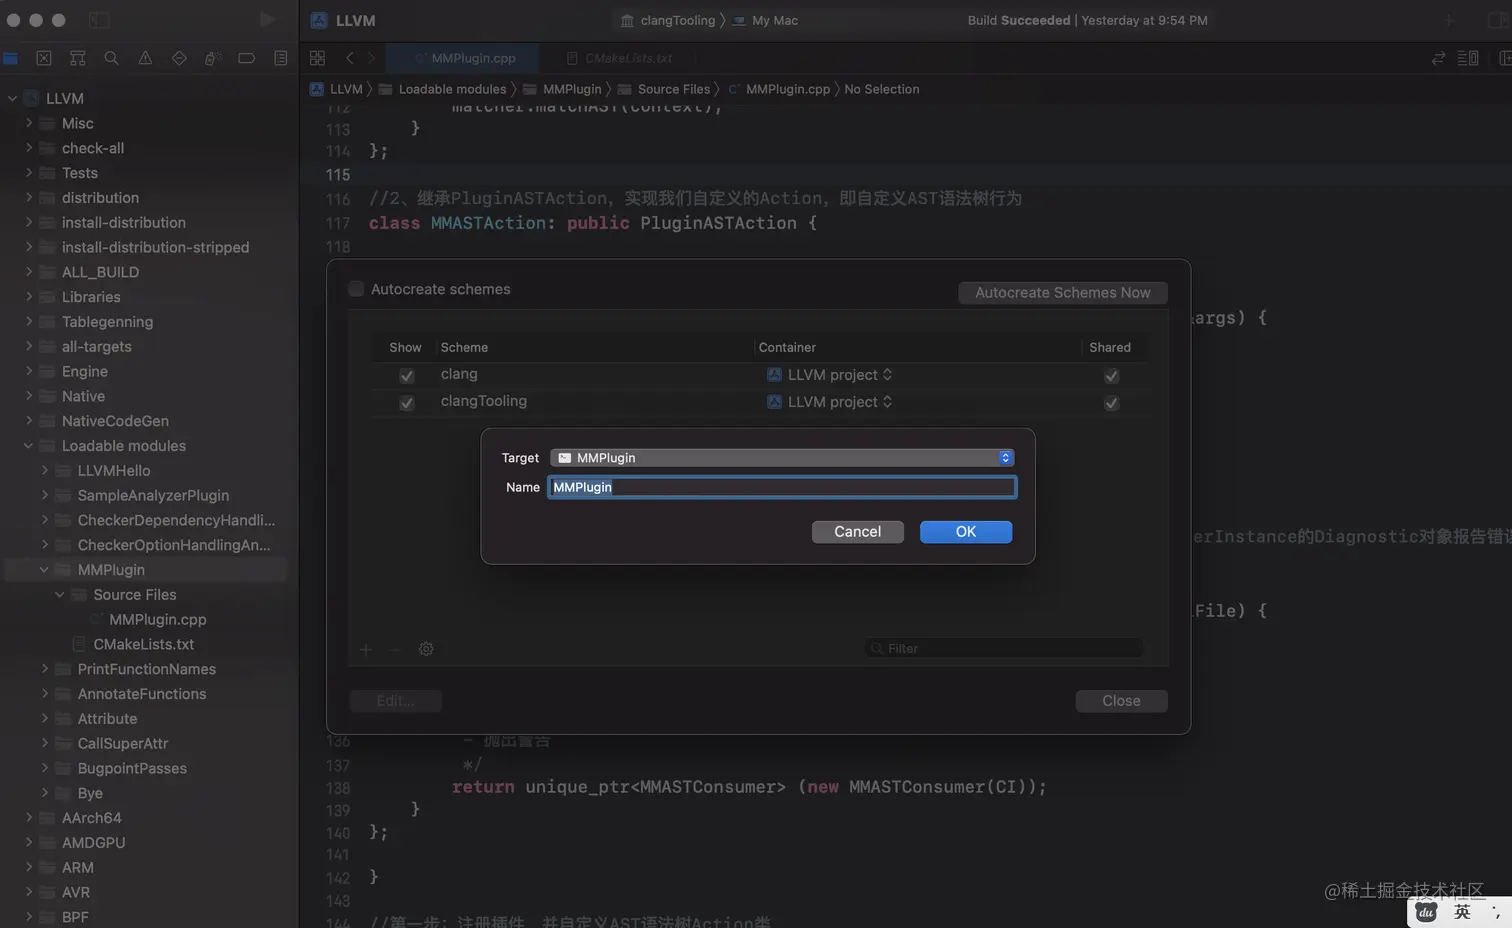 LLVM
clangTooling
My Mac
Build Succeeded | Yesterday at 9:54 PM
MMPlugin.cpp
CMakeLists.txt
LLVM
Loadable modules
MMPlugin
Source Files
MMPlugin.cpp
No Selection
LLVM
Misc
check-all
Tests
distribution
install-distribution
install-distribution-stripped
ALL_BUILD
Libraries
Tablegenning
all-targets
Engine
Native
NativeCodeGen
Loadable modules
LLVMHello
SampleAnalyzerPlugin
CheckerDependencyHandli...
CheckerOptionHandlingAn...
MMPlugin
Source Files
MMPlugin.cpp
CMakeLists.txt
PrintFunctionNames
AnnotateFunctions
Attribute
CallSuperAttr
BugpointPasses
Bye
AArch64
AMDGPU
ARM
AVR
BPF
112 matcher.matchAST(context);
113 }
114 };
115
116 //2、继承PluginASTAction，实现我们自定义的Action，即自定义AST语法树行为
117 class MMASTAction: public PluginASTAction {
118
args) {
erInstance的Diagnostic对象报告错误
File) {
Autocreate schemes
Autocreate Schemes Now
Show Scheme Container Shared
clang LLVM project
clangTooling LLVM project
Target MMPlugin
Name MMPlugin
Cancel OK
Filter
Edit...
Close
136 - 抛出警告
137 */
138 return unique_ptr<MMASTConsumer> (new MMASTConsumer(CI));
139 }
140 };
141
142 }
143
144 //第一步：注册插件，并自定义AST语法树Action类
@稀土掘金技术社区
du 英